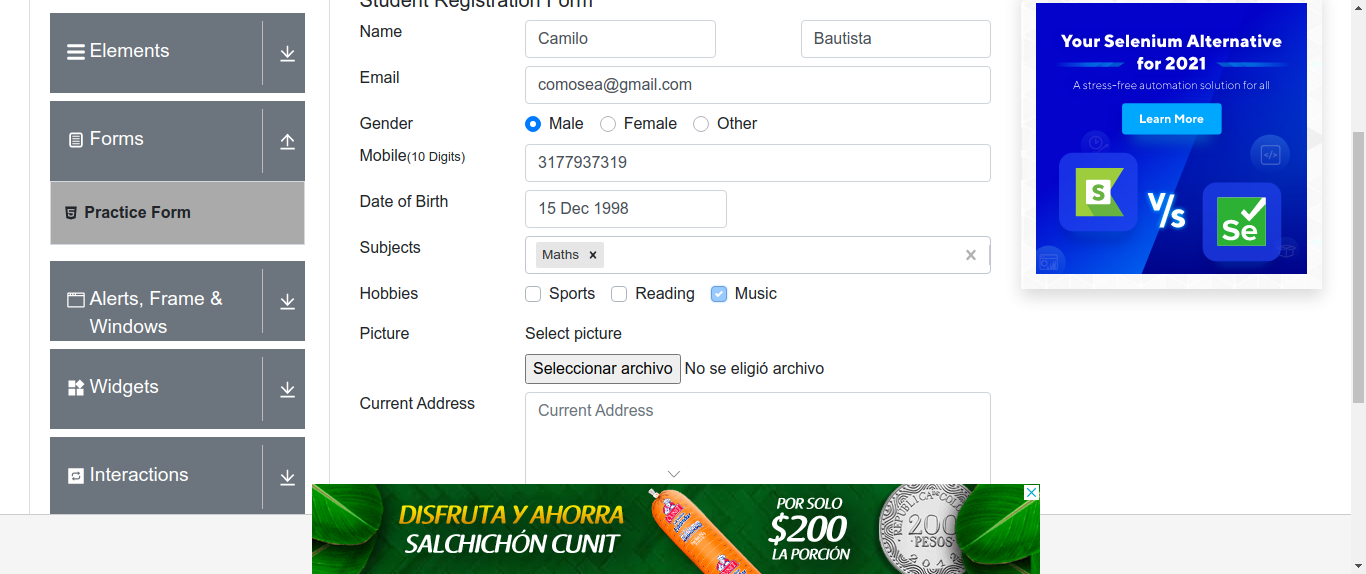 Elements
Forms
Practice Form
Alerts, Frame &
Windows
Widgets
Interactions
Student Registration Form
Name
Camilo
Bautista
Email
comosea@gmail.com
Gender
Male
Female
Other
Mobile(10 Digits)
3177937319
Date of Birth
15 Dec 1998
Subjects
Maths
Hobbies
Sports
Reading
Music
Picture
Select picture
Seleccionar archivo No se eligió archivo
Current Address
Current Address
Your Selenium Alternative
for 2021
A stress-free automation solution for all
Learn More
S
V/S
Se
DISFRUTA Y AHORRA
SALCHICHÓN CUNIT
POR SOLO
$200
LA PORCIÓN
200
PESOS